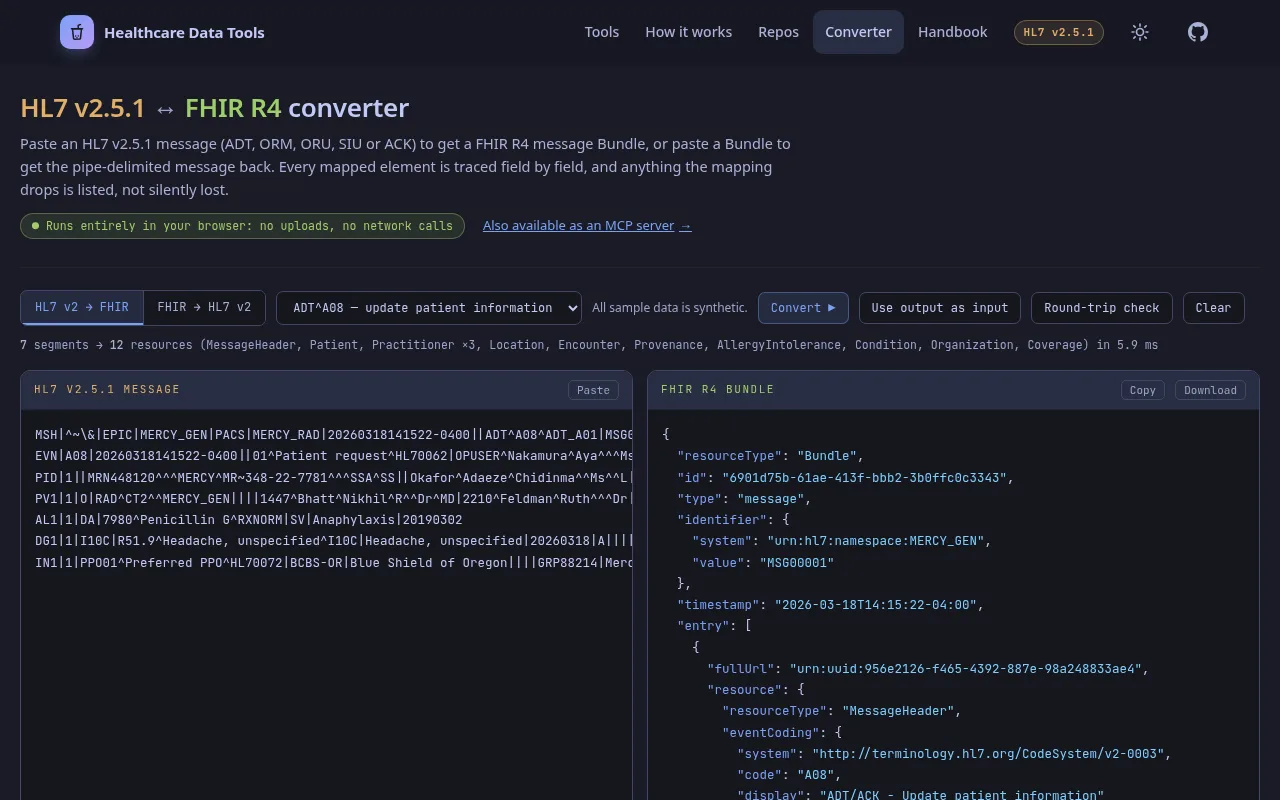 Healthcare Data Tools
Tools
How it works
Repos
Converter
Handbook
HL7 v2.5.1
HL7 v2.5.1 ↔ FHIR R4 converter
Paste an HL7 v2.5.1 message (ADT, ORM, ORU, SIU or ACK) to get a FHIR R4 message Bundle, or paste a Bundle to
get the pipe-delimited message back. Every mapped element is traced field by field, and anything the mapping
drops is listed, not silently lost.
● Runs entirely in your browser: no uploads, no network calls
Also available as an MCP server →
HL7 v2 → FHIR
FHIR → HL7 v2
ADT^A08 — update patient information
All sample data is synthetic.
Convert ▶
Use output as input
Round-trip check
Clear
7 segments → 12 resources (MessageHeader, Patient, Practitioner ×3, Location, Encounter, Provenance, AllergyIntolerance, Condition, Organization, Coverage) in 5.9 ms
HL7 V2.5.1 MESSAGE
Paste
MSH|^~\&|EPIC|MERCY_GEN|PACS|MERCY_RAD|20260318141522-0400||ADT^A08^ADT_A01|MSG0
EVN|A08|20260318141522-0400||01^Patient request^HL70062|OPUSER^Nakamura^Aya^^^Ms
PID|1||MRN448120^^^MERCY^MR~348-22-7781^^^SSA^SS||Okafor^Adaeze^Chidinma^^Ms^^L|
PV1|1|O|RAD^CT2^^MERCY_GEN||||1447^Bhatt^Nikhil^R^^Dr^MD|2210^Feldman^Ruth^^^Dr|
AL1|1|DA|7980^Penicillin G^RXNORM|SV|Anaphylaxis|20190302
DG1|1|I10C|R51.9^Headache, unspecified^I10C|Headache, unspecified|20260318|A||||
IN1|1|PPO01^Preferred PPO^HL70072|BCBS-OR|Blue Shield of Oregon||||GRP88214|Merc
FHIR R4 BUNDLE
Copy
Download
{
"resourceType": "Bundle",
"id": "6901d75b-61ae-413f-bbb2-3b0ffc0c3343",
"type": "message",
"identifier": {
"system": "urn:hl7:namespace:MERCY_GEN",
"value": "MSG00001"
},
"timestamp": "2026-03-18T14:15:22-04:00",
"entry": [
{
"fullUrl": "urn:uuid:956e2126-f465-4392-887e-98a248833ae4",
"resource": {
"resourceType": "MessageHeader",
"eventCoding": {
"system": "http://terminology.hl7.org/CodeSystem/v2-0003",
"code": "A08",
"display": "ADT/ACK - Update patient information"